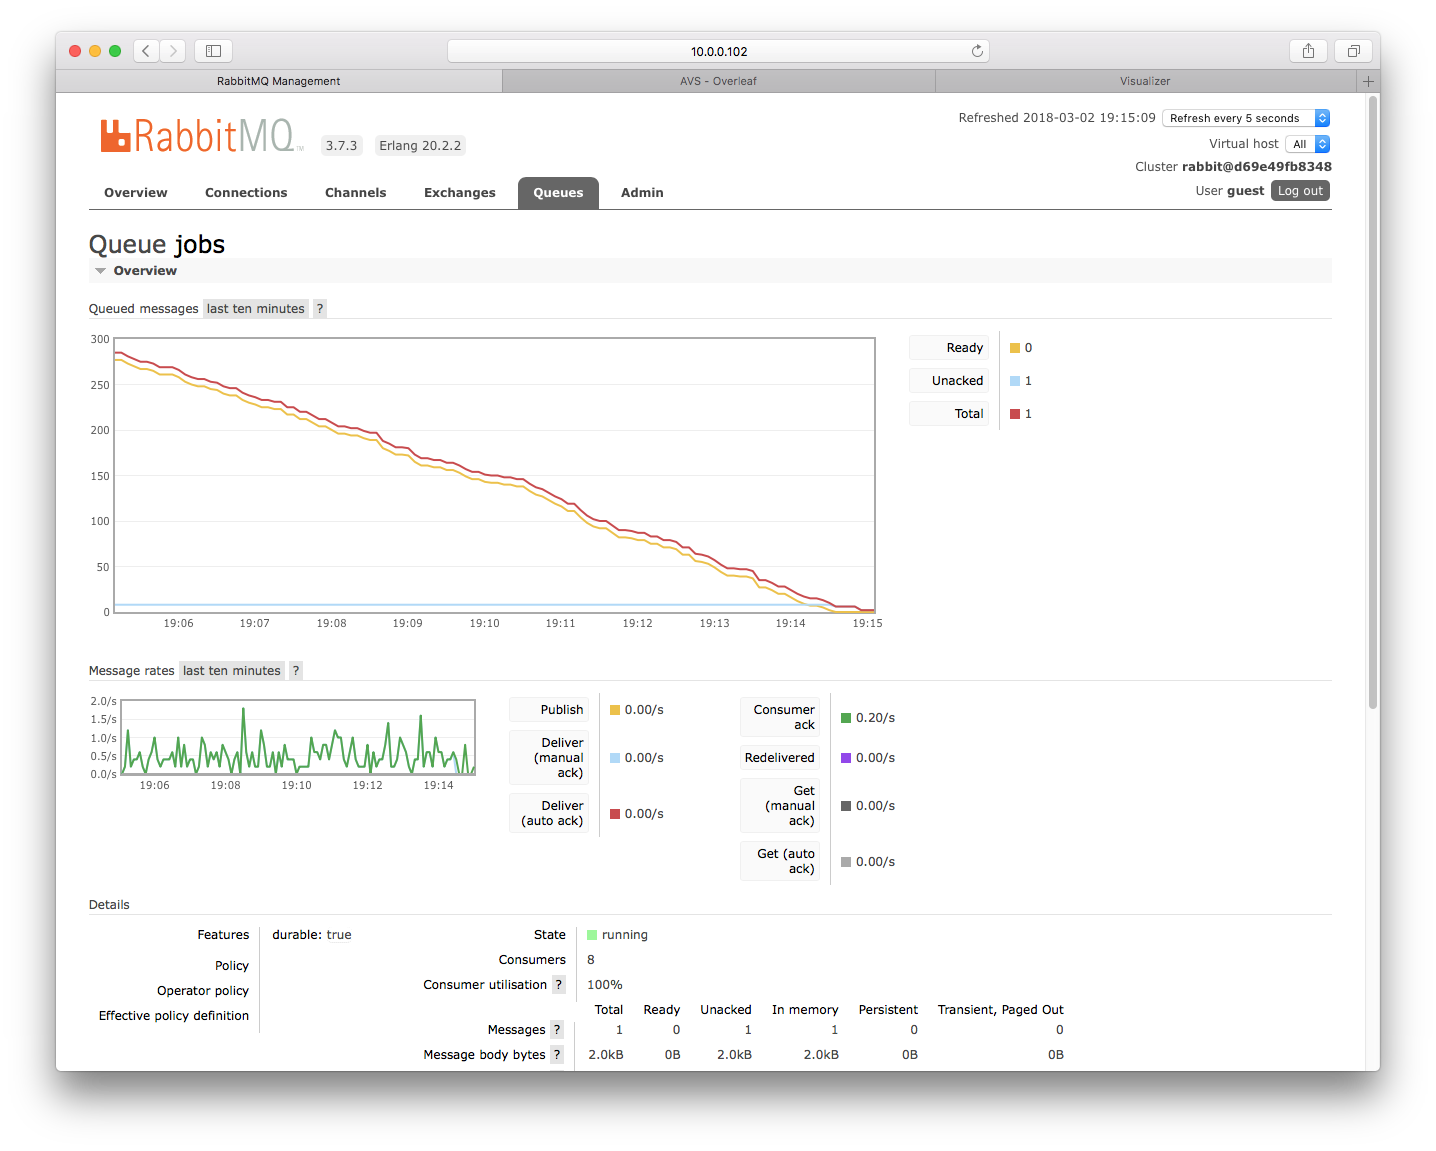 10.0.0.102
RabbitMQ Management
AVS - Overleaf
Visualizer
RabbitMQ TM
3.7.3
Erlang 20.2.2
Refreshed 2018-03-02 19:15:09 Refresh every 5 seconds
Virtual host All
Cluster rabbit@d69e49fb8348
User guest Log out
Overview Connections Channels Exchanges Queues Admin
Queue jobs
Overview
Queued messages last ten minutes ?
300
250
200
150
100
50
0
19:06 19:07 19:08 19:09 19:10 19:11 19:12 19:13 19:14 19:15
Ready 0
Unacked 1
Total 1
Message rates last ten minutes ?
2.0/s
1.5/s
1.0/s
0.5/s
0.0/s
19:06 19:08 19:10 19:12 19:14
Publish 0.00/s
Deliver
(manual 0.00/s
ack)
Deliver
(auto ack) 0.00/s
Consumer
ack 0.20/s
Redelivered 0.00/s
Get
(manual 0.00/s
ack)
Get (auto
ack) 0.00/s
Details
Features durable: true
Policy
Operator policy
Effective policy definition
State running
Consumers 8
Consumer utilisation ? 100%
Total Ready Unacked In memory Persistent Transient, Paged Out
Messages ? 1 0 1 1 0 0
Message body bytes ? 2.0kB 0B 2.0kB 2.0kB 0B 0B